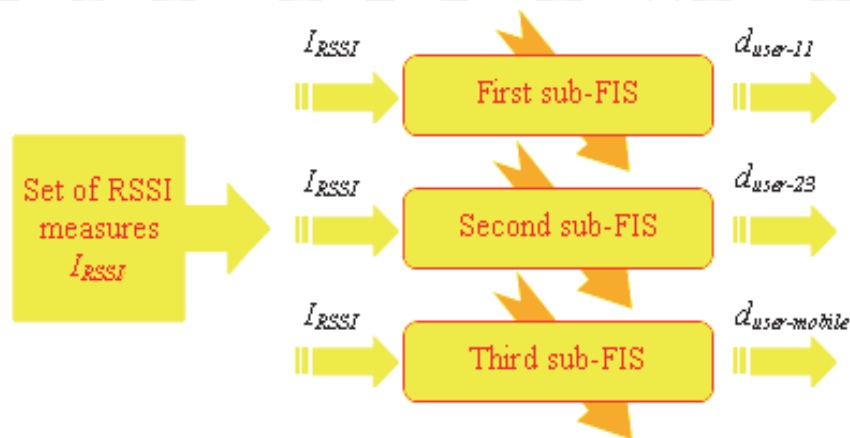 I_RSSI
First sub-FIS
d_user-11
Set of RSSI
measures
I_RSSI
I_RSSI
Second sub-FIS
d_user-23
I_RSSI
Third sub-FIS
d_user-mobile